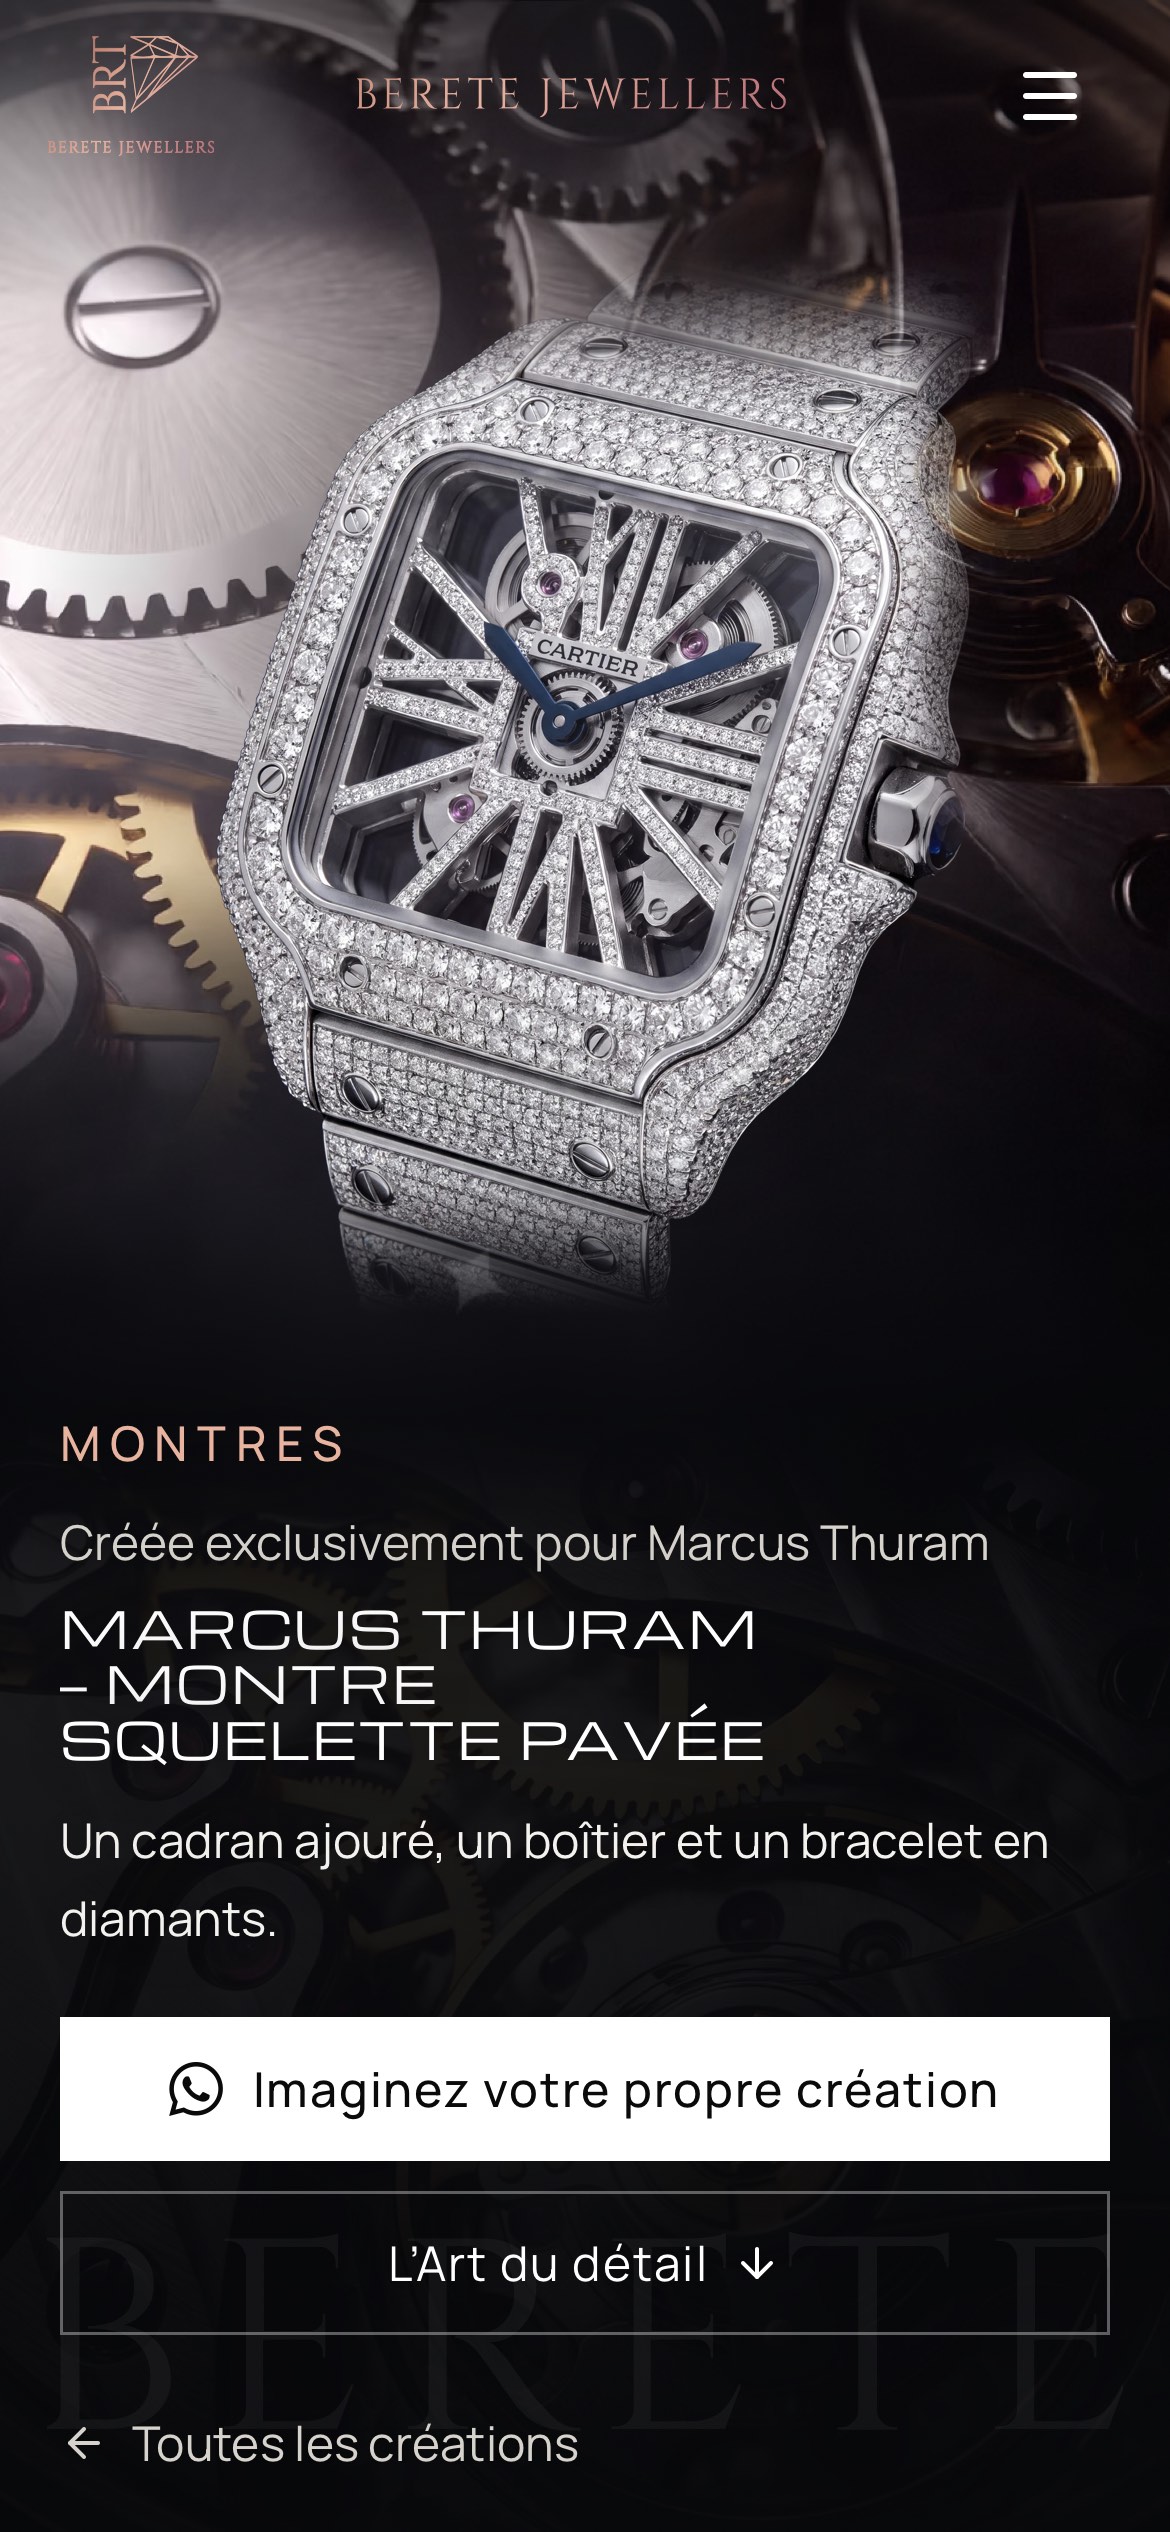 BRT
BERETE JEWELLERS
BERETE JEWELLERS
CARTIER
MONTRES
Créée exclusivement pour Marcus Thuram
MARCUS THURAM
– MONTRE
SQUELETTE PAVÉE
Un cadran ajouré, un boîtier et un bracelet en
diamants.
Imaginez votre propre création
L’Art du détail ↓
BERETE
← Toutes les créations